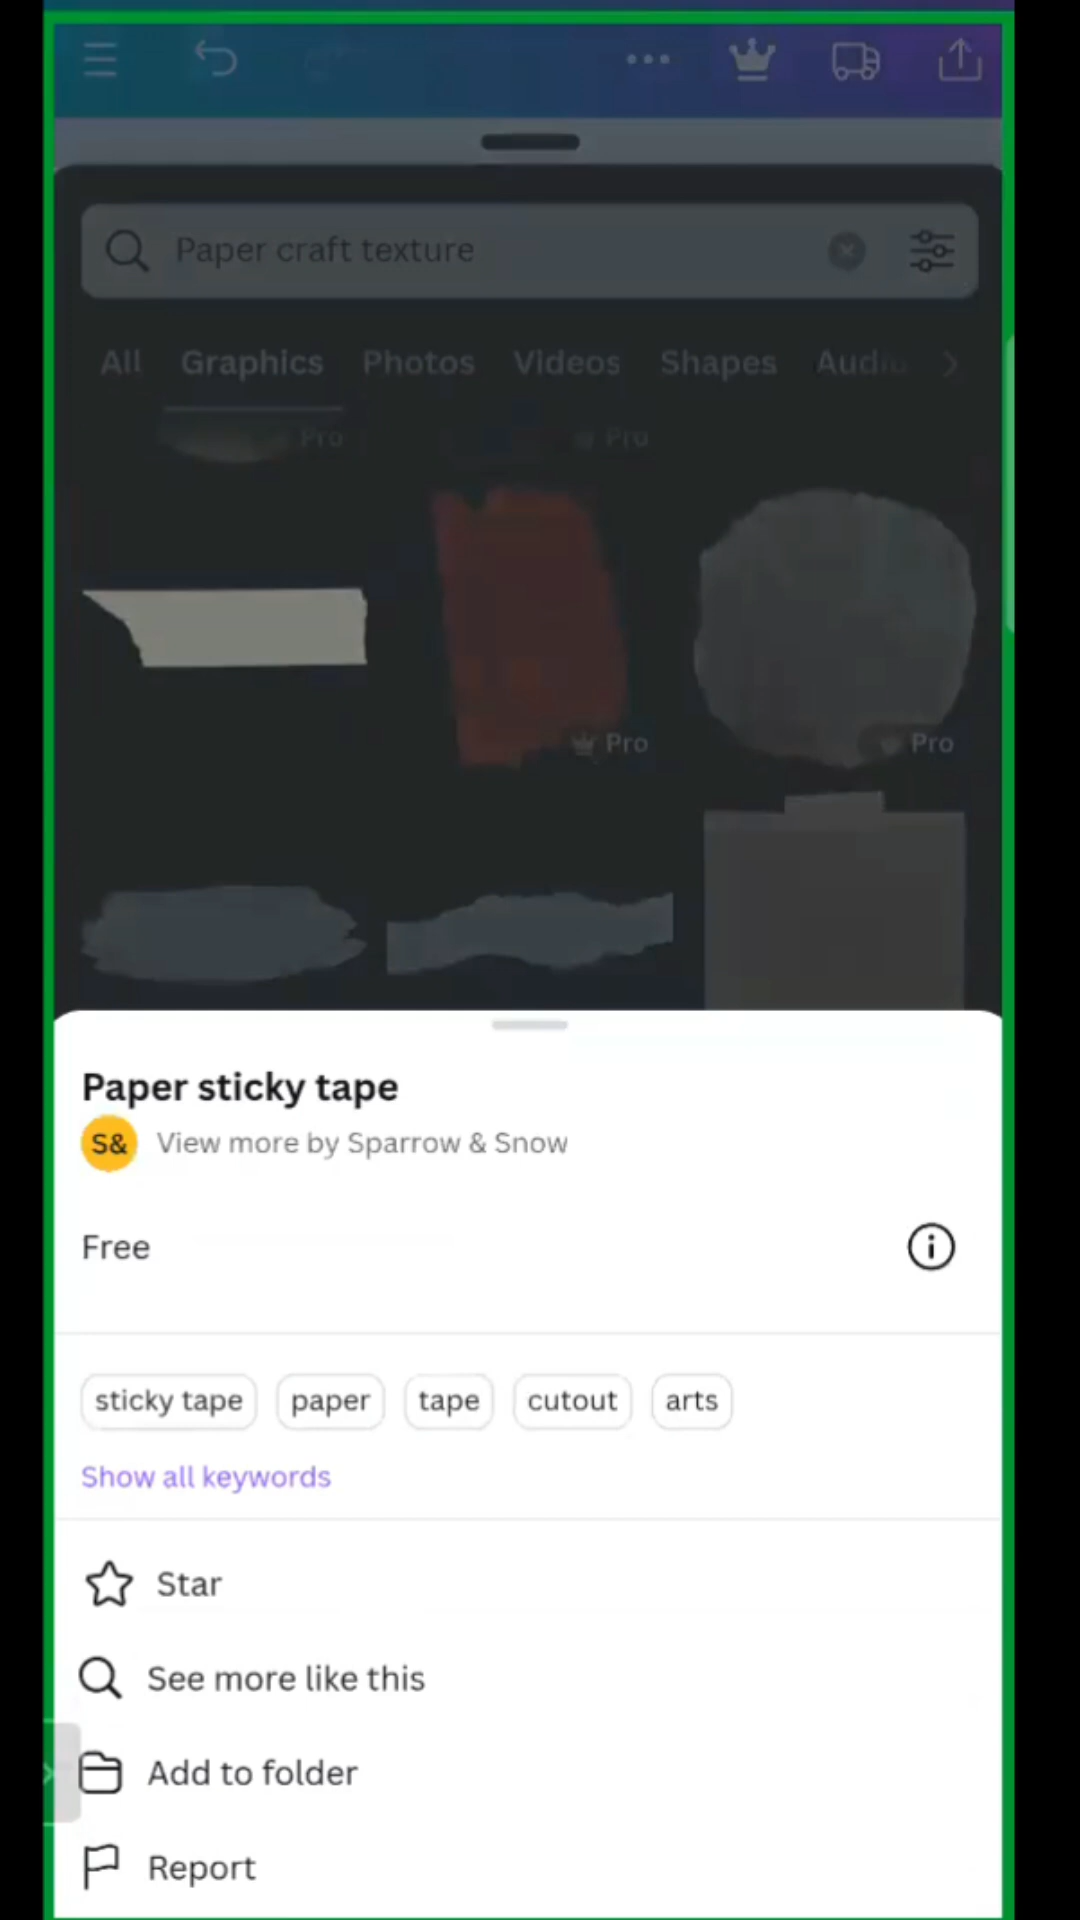 Paper craft texture
All Graphics Photos Videos Shapes Audio
Pro Pro
Pro Pro
Paper sticky tape
S& View more by Sparrow & Snow
Free
sticky tape paper tape cutout arts
Show all keywords
Star
See more like this
Add to folder
Report